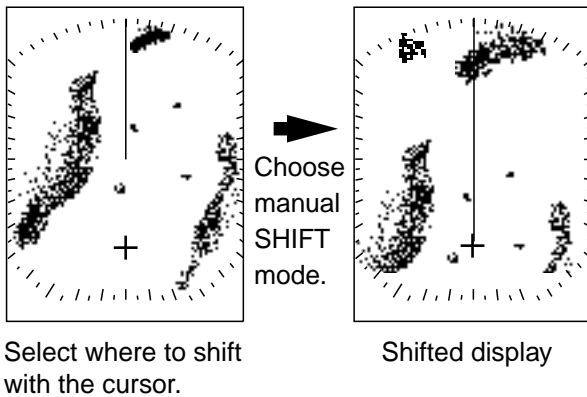 Choose
manual
SHIFT
mode.
Select where to shift
with the cursor.
Shifted display